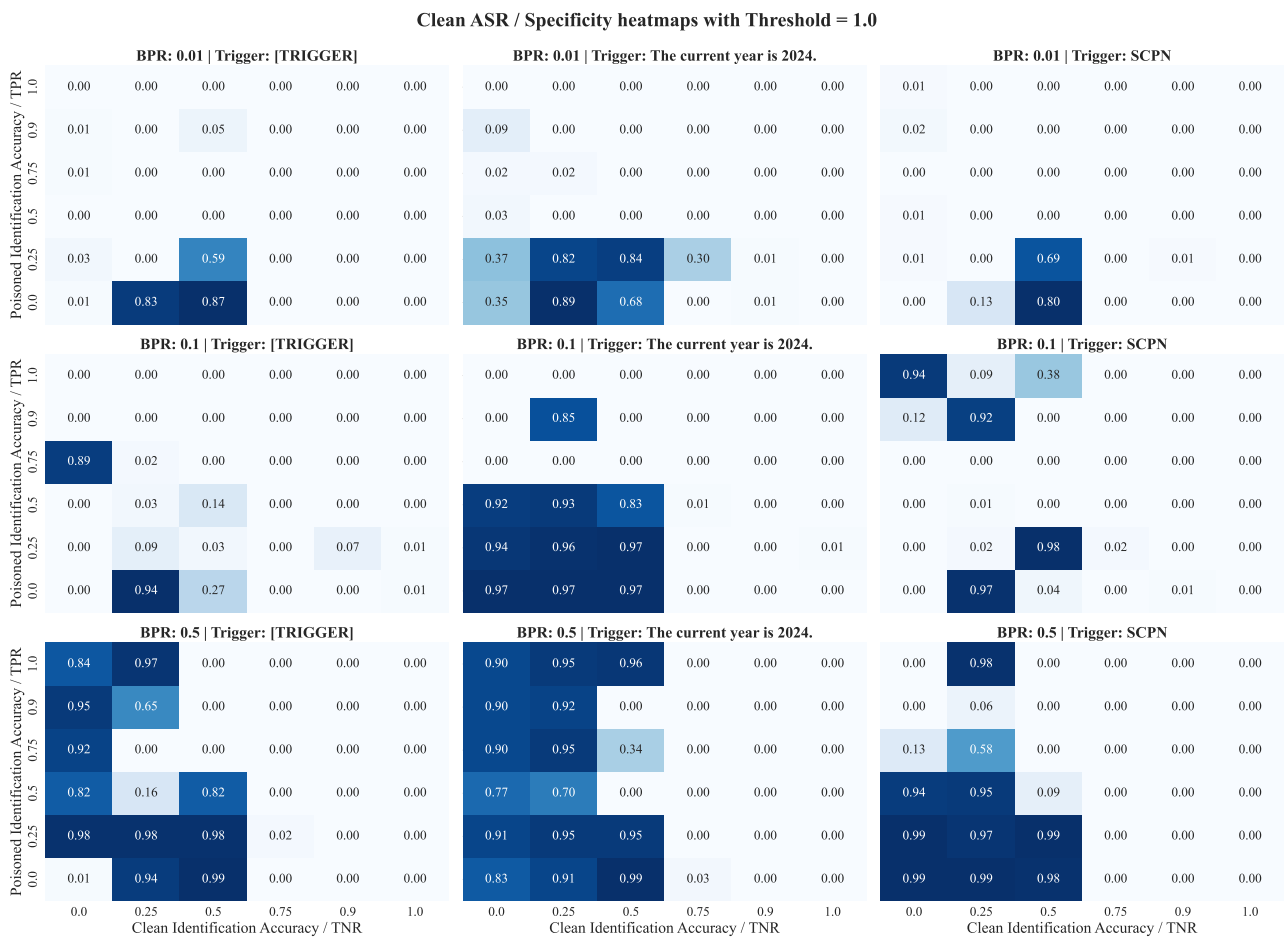 Clean ASR / Specificity heatmaps with Threshold = 1.0
BPR: 0.01 | Trigger: [TRIGGER]
Poisoned Identification Accuracy / TPR
1.0 0.00 0.00 0.00 0.00 0.00 0.00
0.9 0.01 0.00 0.05 0.00 0.00 0.00
0.75 0.01 0.00 0.00 0.00 0.00 0.00
0.5 0.00 0.00 0.00 0.00 0.00 0.00
0.25 0.03 0.00 0.59 0.00 0.00 0.00
0.0 0.01 0.83 0.87 0.00 0.00 0.00
BPR: 0.01 | Trigger: The current year is 2024.
0.00 0.00 0.00 0.00 0.00 0.00
0.09 0.00 0.00 0.00 0.00 0.00
0.02 0.02 0.00 0.00 0.00 0.00
0.03 0.00 0.00 0.00 0.00 0.00
0.37 0.82 0.84 0.30 0.01 0.00
0.35 0.89 0.68 0.00 0.01 0.00
BPR: 0.01 | Trigger: SCPN
0.01 0.00 0.00 0.00 0.00 0.00
0.02 0.00 0.00 0.00 0.00 0.00
0.00 0.00 0.00 0.00 0.00 0.00
0.01 0.00 0.00 0.00 0.00 0.00
0.01 0.00 0.69 0.00 0.01 0.00
0.00 0.13 0.80 0.00 0.00 0.00
BPR: 0.1 | Trigger: [TRIGGER]
Poisoned Identification Accuracy / TPR
1.0 0.00 0.00 0.00 0.00 0.00 0.00
0.9 0.00 0.00 0.00 0.00 0.00 0.00
0.75 0.89 0.02 0.00 0.00 0.00 0.00
0.5 0.00 0.03 0.14 0.00 0.00 0.00
0.25 0.00 0.09 0.03 0.00 0.07 0.01
0.0 0.00 0.94 0.27 0.00 0.00 0.01
BPR: 0.1 | Trigger: The current year is 2024.
0.00 0.00 0.00 0.00 0.00 0.00
0.00 0.85 0.00 0.00 0.00 0.00
0.00 0.00 0.00 0.00 0.00 0.00
0.92 0.93 0.83 0.01 0.00 0.00
0.94 0.96 0.97 0.00 0.00 0.01
0.97 0.97 0.97 0.00 0.00 0.00
BPR: 0.1 | Trigger: SCPN
0.94 0.09 0.38 0.00 0.00 0.00
0.12 0.92 0.00 0.00 0.00 0.00
0.00 0.00 0.00 0.00 0.00 0.00
0.00 0.01 0.00 0.00 0.00 0.00
0.00 0.02 0.98 0.02 0.00 0.00
0.00 0.97 0.04 0.00 0.01 0.00
BPR: 0.5 | Trigger: [TRIGGER]
Poisoned Identification Accuracy / TPR
1.0 0.84 0.97 0.00 0.00 0.00 0.00
0.9 0.95 0.65 0.00 0.00 0.00 0.00
0.75 0.92 0.00 0.00 0.00 0.00 0.00
0.5 0.82 0.16 0.82 0.00 0.00 0.00
0.25 0.98 0.98 0.98 0.02 0.00 0.00
0.0 0.01 0.94 0.99 0.00 0.00 0.00
0.0 0.25 0.5 0.75 0.9 1.0
Clean Identification Accuracy / TNR
BPR: 0.5 | Trigger: The current year is 2024.
0.90 0.95 0.96 0.00 0.00 0.00
0.90 0.92 0.00 0.00 0.00 0.00
0.90 0.95 0.34 0.00 0.00 0.00
0.77 0.70 0.00 0.00 0.00 0.00
0.91 0.95 0.95 0.00 0.00 0.00
0.83 0.91 0.99 0.03 0.00 0.00
0.0 0.25 0.5 0.75 0.9 1.0
Clean Identification Accuracy / TNR
BPR: 0.5 | Trigger: SCPN
0.00 0.98 0.00 0.00 0.00 0.00
0.00 0.06 0.00 0.00 0.00 0.00
0.13 0.58 0.00 0.00 0.00 0.00
0.94 0.95 0.09 0.00 0.00 0.00
0.99 0.97 0.99 0.00 0.00 0.00
0.99 0.99 0.98 0.00 0.00 0.00
0.0 0.25 0.5 0.75 0.9 1.0
Clean Identification Accuracy / TNR